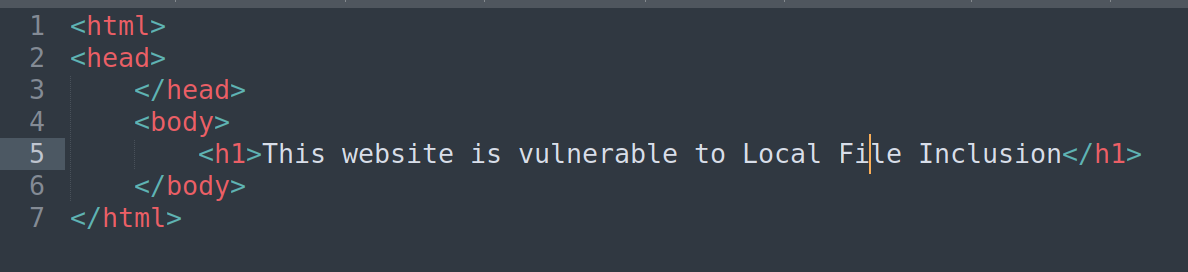 1 <html>
2 <head>
3 </head>
4 <body>
5 <h1>This website is vulnerable to Local File Inclusion</h1>
6 </body>
7 </html>